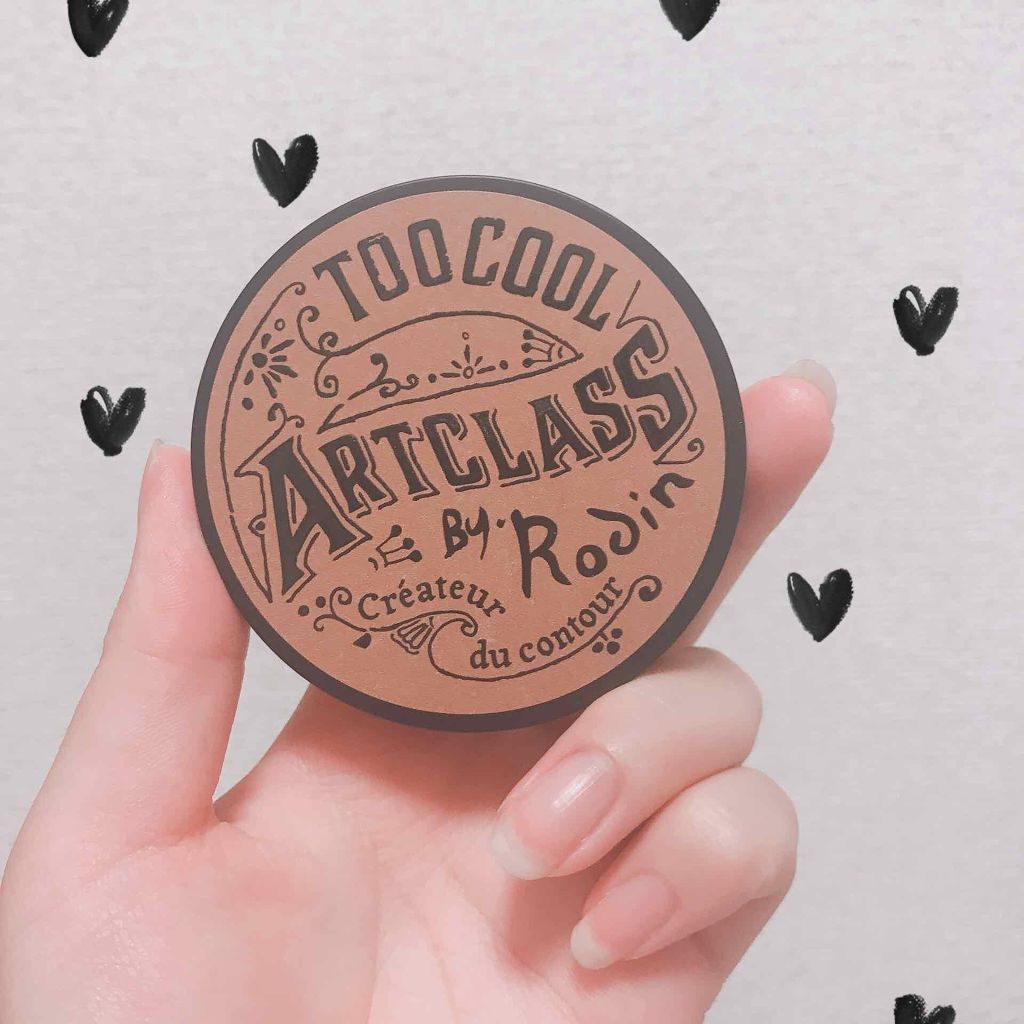 TOO COOL
ARTCLASS
BY. Rodin
Créateur
du contour